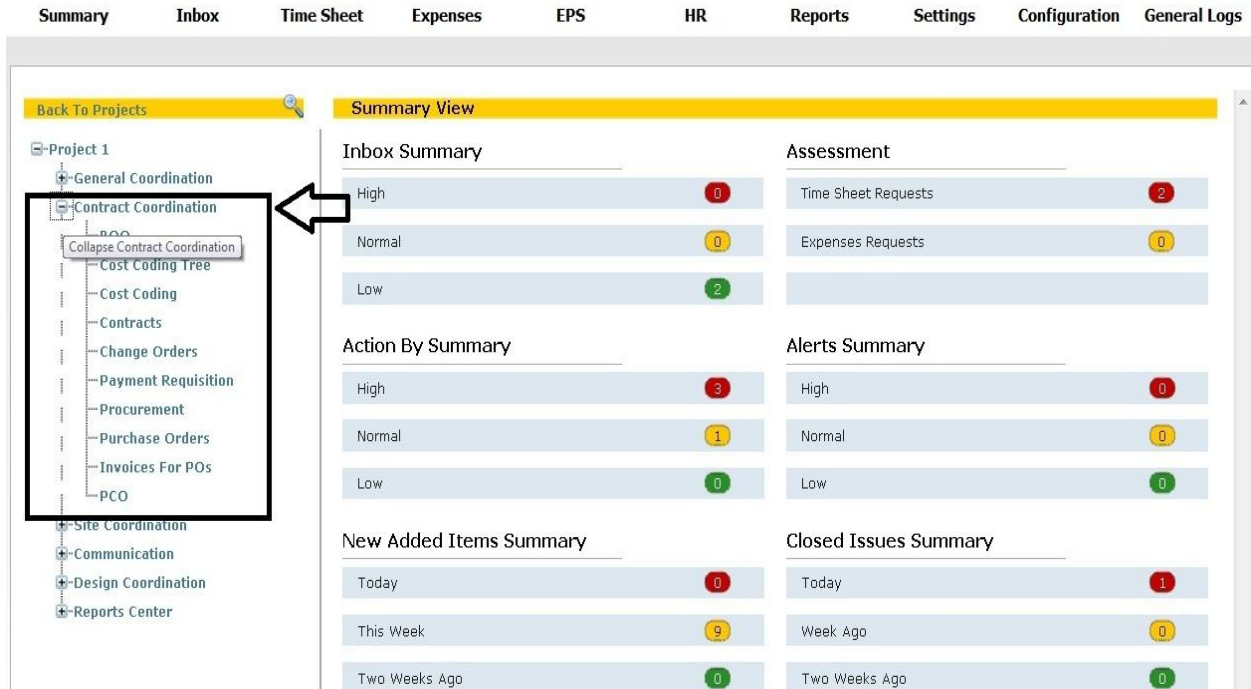 Summary Inbox Time Sheet Expenses EPS HR Reports Settings Configuration General Logs
Back To Projects
Project 1
General Coordination
Contract Coordination
Collapse Contract Coordination
Cost Coding Tree
Cost Coding
Contracts
Change Orders
Payment Requisition
Procurement
Purchase Orders
Invoices For POs
PCO
Site Coordination
Communication
Design Coordination
Reports Center
Summary View
Inbox Summary
High 0
Normal 0
Low 2
Assessment
Time Sheet Requests 2
Expenses Requests 0
Action By Summary
High 3
Normal 1
Low 0
Alerts Summary
High 0
Normal 0
Low 0
New Added Items Summary
Today 0
This Week 9
Two Weeks Ago 0
Closed Issues Summary
Today 1
Week Ago 0
Two Weeks Ago 0